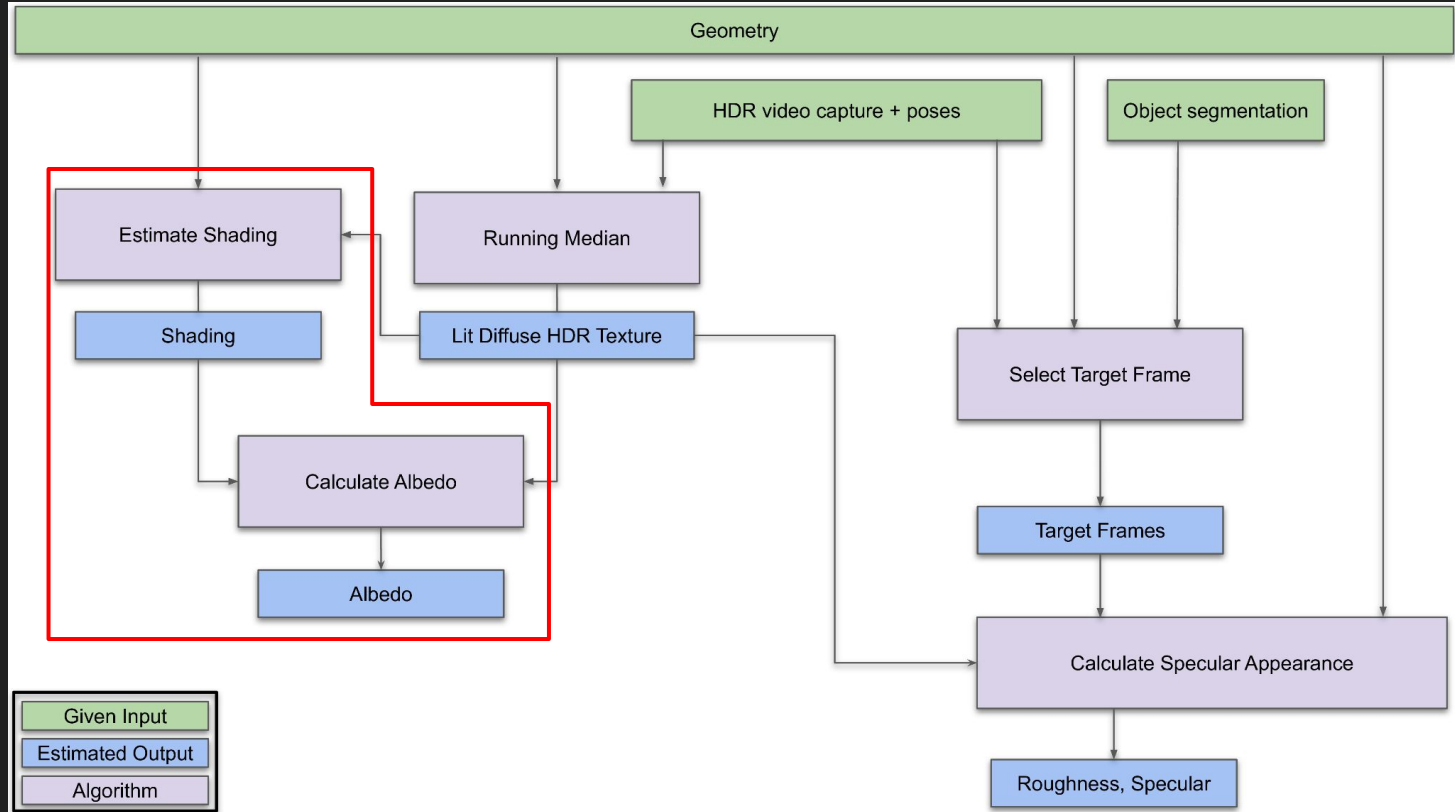 Geometry
HDR video capture + poses
Object segmentation
Estimate Shading
Running Median
Shading
Lit Diffuse HDR Texture
Select Target Frame
Calculate Albedo
Target Frames
Albedo
Calculate Specular Appearance
Given Input
Estimated Output
Algorithm
Roughness, Specular